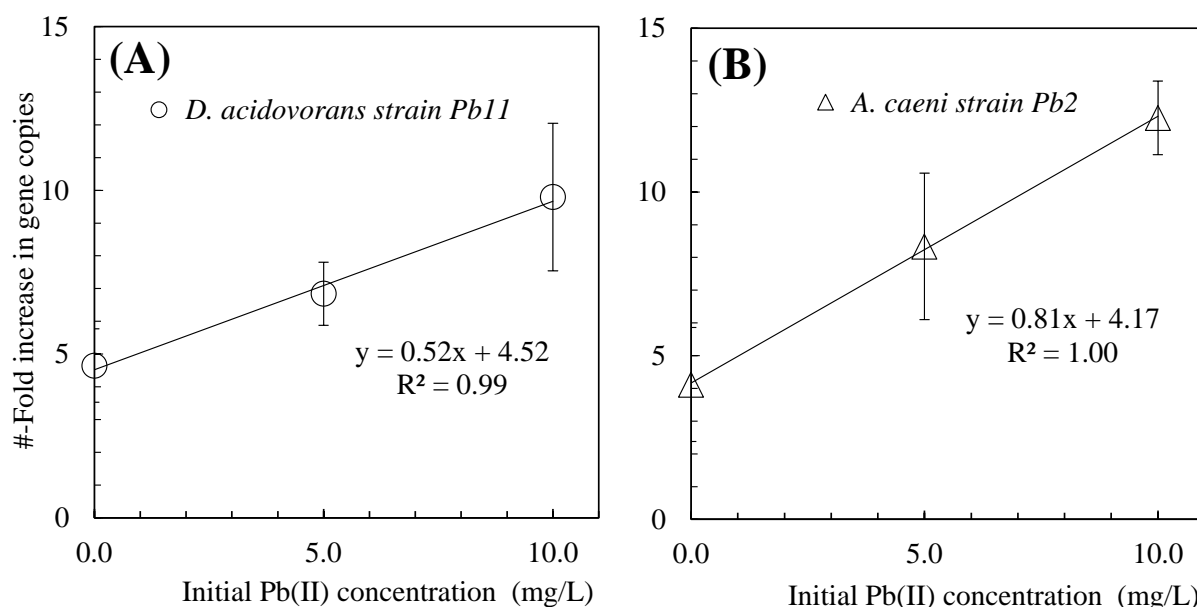 (A)
D. acidovorans strain Pb11
#-Fold increase in gene copies
15
10
5
0
y = 0.52x + 4.52
R² = 0.99
0.0
5.0
10.0
Initial Pb(II) concentration (mg/L)
(B)
A. caeni strain Pb2
15
10
5
0
y = 0.81x + 4.17
R² = 1.00
0.0
5.0
10.0
Initial Pb(II) concentration (mg/L)